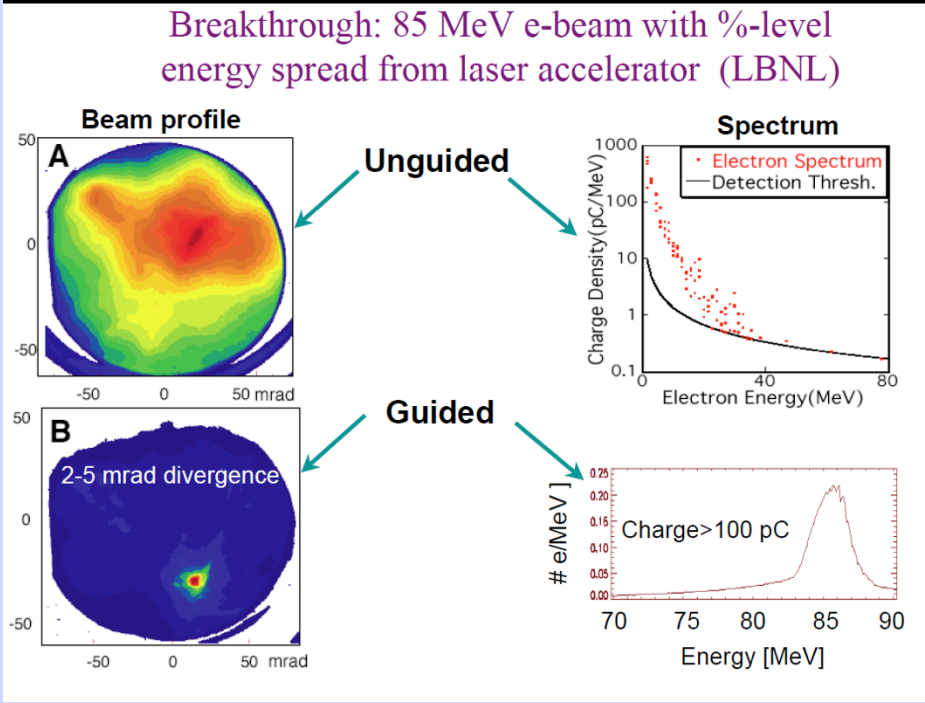 Breakthrough: 85 MeV e-beam with %-level
energy spread from laser accelerator (LBNL)
Beam profile
A
50
0
-50
-50 0 50 mrad
Unguided
Spectrum
Electron Spectrum
Detection Thresh.
Charge Density(pC/MeV)
1000
100
10
1
0.1
0 40 80
Electron Energy(MeV)
Guided
B
2-5 mrad divergence
50
0
-50
-50 0 50 mrad
Charge>100 pC
# e/MeV ]
0.25
0.20
0.15
0.10
0.05
0.00
70 75 80 85 90
Energy [MeV]